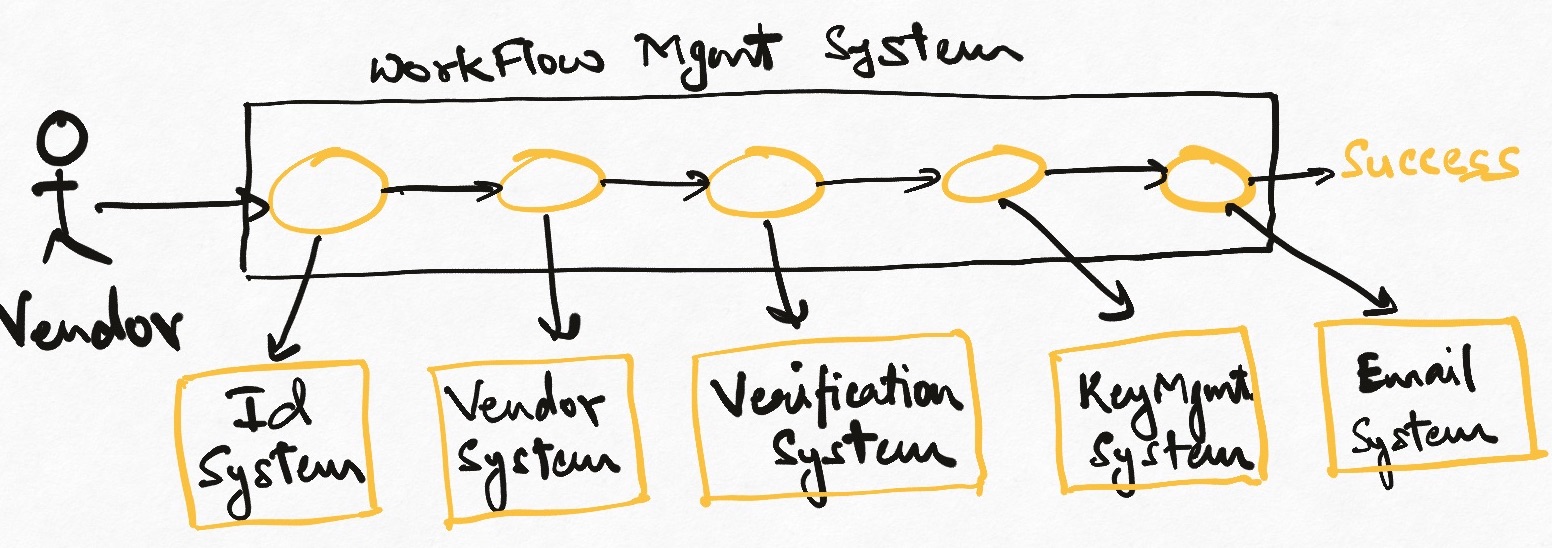 WorkFlow Mgmt System
Success
Vendor
Id
System
Vendor
System
Verification
System
KeyMgmt
System
Email
System